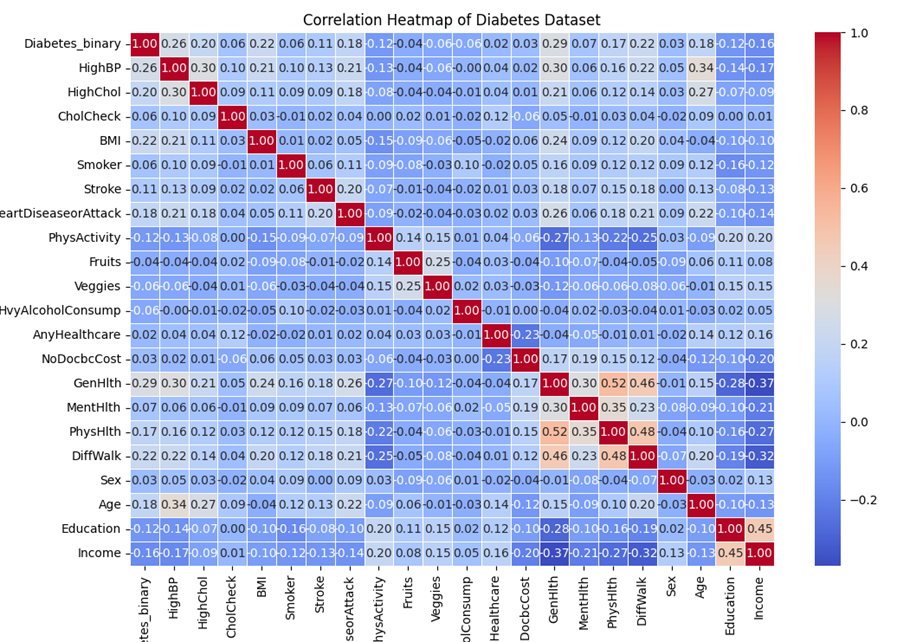 Correlation Heatmap of Diabetes Dataset
Diabetes_binary 1.00 0.26 0.20 0.06 0.22 0.06 0.11 0.18 -0.12 -0.04 -0.06 -0.06 0.02 0.03 0.29 0.07 0.17 0.22 0.03 0.18 -0.12 -0.16
HighBP 0.26 1.00 0.30 0.10 0.21 0.10 0.13 0.21 -0.13 -0.04 -0.06 -0.00 0.04 0.02 0.30 0.06 0.16 0.22 0.05 0.34 -0.14 -0.17
HighChol 0.20 0.30 1.00 0.09 0.11 0.09 0.09 0.18 -0.08 -0.04 -0.04 -0.01 0.04 0.01 0.21 0.06 0.12 0.14 0.03 0.27 -0.07 -0.09
CholCheck 0.06 0.10 0.09 1.00 0.03 -0.01 0.02 0.04 0.00 0.02 0.01 -0.02 0.12 -0.06 0.05 -0.01 0.03 0.04 -0.02 0.09 0.00 0.01
BMI 0.22 0.21 0.11 0.03 1.00 0.01 0.02 0.05 -0.15 -0.09 -0.06 -0.05 -0.02 0.06 0.24 0.09 0.12 0.20 0.04 -0.04 -0.10 -0.10
Smoker 0.06 0.10 0.09 -0.01 0.01 1.00 0.06 0.11 -0.09 -0.08 -0.03 0.10 -0.02 0.05 0.16 0.09 0.12 0.12 0.09 0.12 -0.16 -0.12
Stroke 0.11 0.13 0.09 0.02 0.02 0.06 1.00 0.20 -0.07 -0.01 -0.04 -0.02 0.01 0.03 0.18 0.07 0.15 0.18 0.00 0.13 -0.08 -0.13
eartDiseaseorAttack 0.18 0.21 0.18 0.04 0.05 0.11 0.20 1.00 -0.09 -0.02 -0.04 -0.03 0.02 0.03 0.26 0.06 0.18 0.21 0.09 0.22 -0.10 -0.14
PhysActivity -0.12 -0.13 -0.08 0.00 -0.15 -0.09 -0.07 -0.09 1.00 0.14 0.15 0.01 0.04 -0.06 -0.27 -0.13 -0.22 -0.25 0.03 -0.09 0.20 0.20
Fruits -0.04 -0.04 -0.04 0.02 -0.09 -0.08 -0.01 -0.02 0.14 1.00 0.25 -0.04 0.03 -0.04 -0.10 -0.07 -0.04 -0.05 -0.09 0.06 0.11 0.08
Veggies -0.06 -0.06 -0.04 0.01 -0.06 -0.03 -0.04 -0.04 0.15 0.25 1.00 0.02 0.03 -0.03 -0.12 -0.06 -0.06 -0.08 -0.06 -0.01 0.15 0.15
HvyAlcoholConsump -0.06 -0.00 -0.01 -0.02 -0.05 0.10 -0.02 -0.03 0.01 -0.04 0.02 1.00 -0.01 0.00 -0.04 0.02 -0.03 -0.04 0.01 -0.03 0.02 0.05
AnyHealthcare 0.02 0.04 0.04 0.12 -0.02 -0.02 0.01 0.02 0.04 0.03 0.03 -0.01 1.00 -0.23 -0.04 -0.05 -0.01 0.01 -0.02 0.14 0.12 0.16
NoDocbcCost 0.03 0.02 0.01 -0.06 0.06 0.05 0.03 0.03 -0.06 -0.04 -0.03 0.00 -0.23 1.00 0.17 0.19 0.15 0.12 -0.04 -0.12 -0.10 -0.20
GenHlth 0.29 0.30 0.21 0.05 0.24 0.16 0.18 0.26 -0.27 -0.10 -0.12 -0.04 -0.04 0.17 1.00 0.30 0.52 0.46 -0.01 0.15 -0.28 -0.37
MentHlth 0.07 0.06 0.06 -0.01 0.09 0.09 0.07 0.06 -0.13 -0.07 -0.06 0.02 -0.05 0.19 0.30 1.00 0.35 0.23 -0.08 -0.09 -0.10 -0.21
PhysHlth 0.17 0.16 0.12 0.03 0.12 0.12 0.15 0.18 -0.22 -0.04 -0.06 -0.03 -0.01 0.15 0.52 0.35 1.00 0.48 -0.04 0.10 -0.16 -0.27
DiffWalk 0.22 0.22 0.14 0.04 0.20 0.12 0.18 0.21 -0.25 -0.05 -0.08 -0.04 0.01 0.12 0.46 0.23 0.48 1.00 -0.07 0.20 -0.19 -0.32
Sex 0.03 0.05 0.03 -0.02 0.04 0.09 0.00 0.09 0.03 -0.09 -0.06 0.01 -0.02 -0.04 -0.01 -0.08 -0.04 -0.07 1.00 -0.03 0.02 0.13
Age 0.18 0.34 0.27 0.09 -0.04 0.12 0.13 0.22 -0.09 0.06 -0.01 -0.03 0.14 -0.12 0.15 -0.09 0.10 0.20 -0.03 1.00 -0.10 -0.13
Education -0.12 -0.14 -0.07 0.00 -0.10 -0.16 -0.08 -0.10 0.20 0.11 0.15 0.02 0.12 -0.10 -0.28 -0.10 -0.16 -0.19 0.02 -0.10 1.00 0.45
Income -0.16 -0.17 -0.09 0.01 -0.10 -0.12 -0.13 -0.14 0.20 0.08 0.15 0.05 0.16 -0.20 -0.37 -0.21 -0.27 -0.32 0.13 -0.13 0.45 1.00
etes_binary
HighBP
HighChol
CholCheck
BMI
Smoker
Stroke
seorAttack
hysActivity
Fruits
Veggies
olConsump
Healthcare
DocbcCost
GenHlth
MentHlth
PhysHlth
DiffWalk
Sex
Age
Education
Income
1.0
0.8
0.6
0.4
0.2
0.0
−0.2